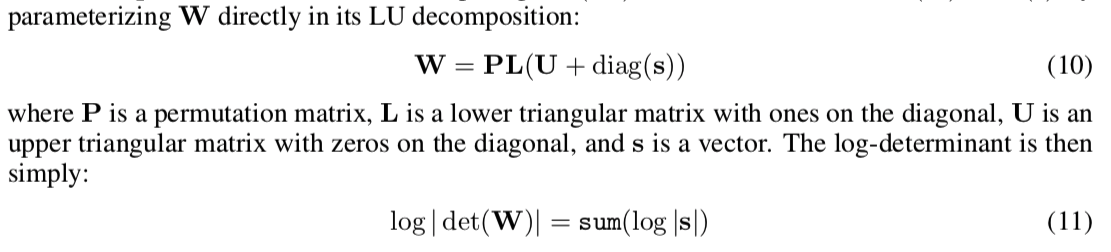 parameterizing W directly in its LU decomposition:
W = PL(U + diag(s)) (10)
where P is a permutation matrix, L is a lower triangular matrix with ones on the diagonal, U is an
upper triangular matrix with zeros on the diagonal, and s is a vector. The log-determinant is then
simply:
log | det(W)| = sum(log |s|) (11)